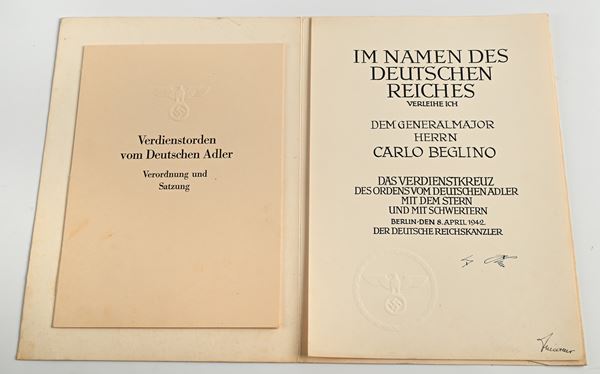 Verdienstorden
vom Deutschen Adler
Verordnung und
Satzung
IM NAMEN DES
DEUTSCHEN
REICHES
VERLEIHE ICH
DEM GENERALMAJOR
HERRN
CARLO BEGLINO
DAS VERDIENSTKREUZ
DES ORDENS VOM DEUTSCHEN ADLER
MIT DEM STERN
UND MIT SCHWERTERN
BERLIN·DEN 8. APRIL 1942
DER DEUTSCHE REICHSKANZLER